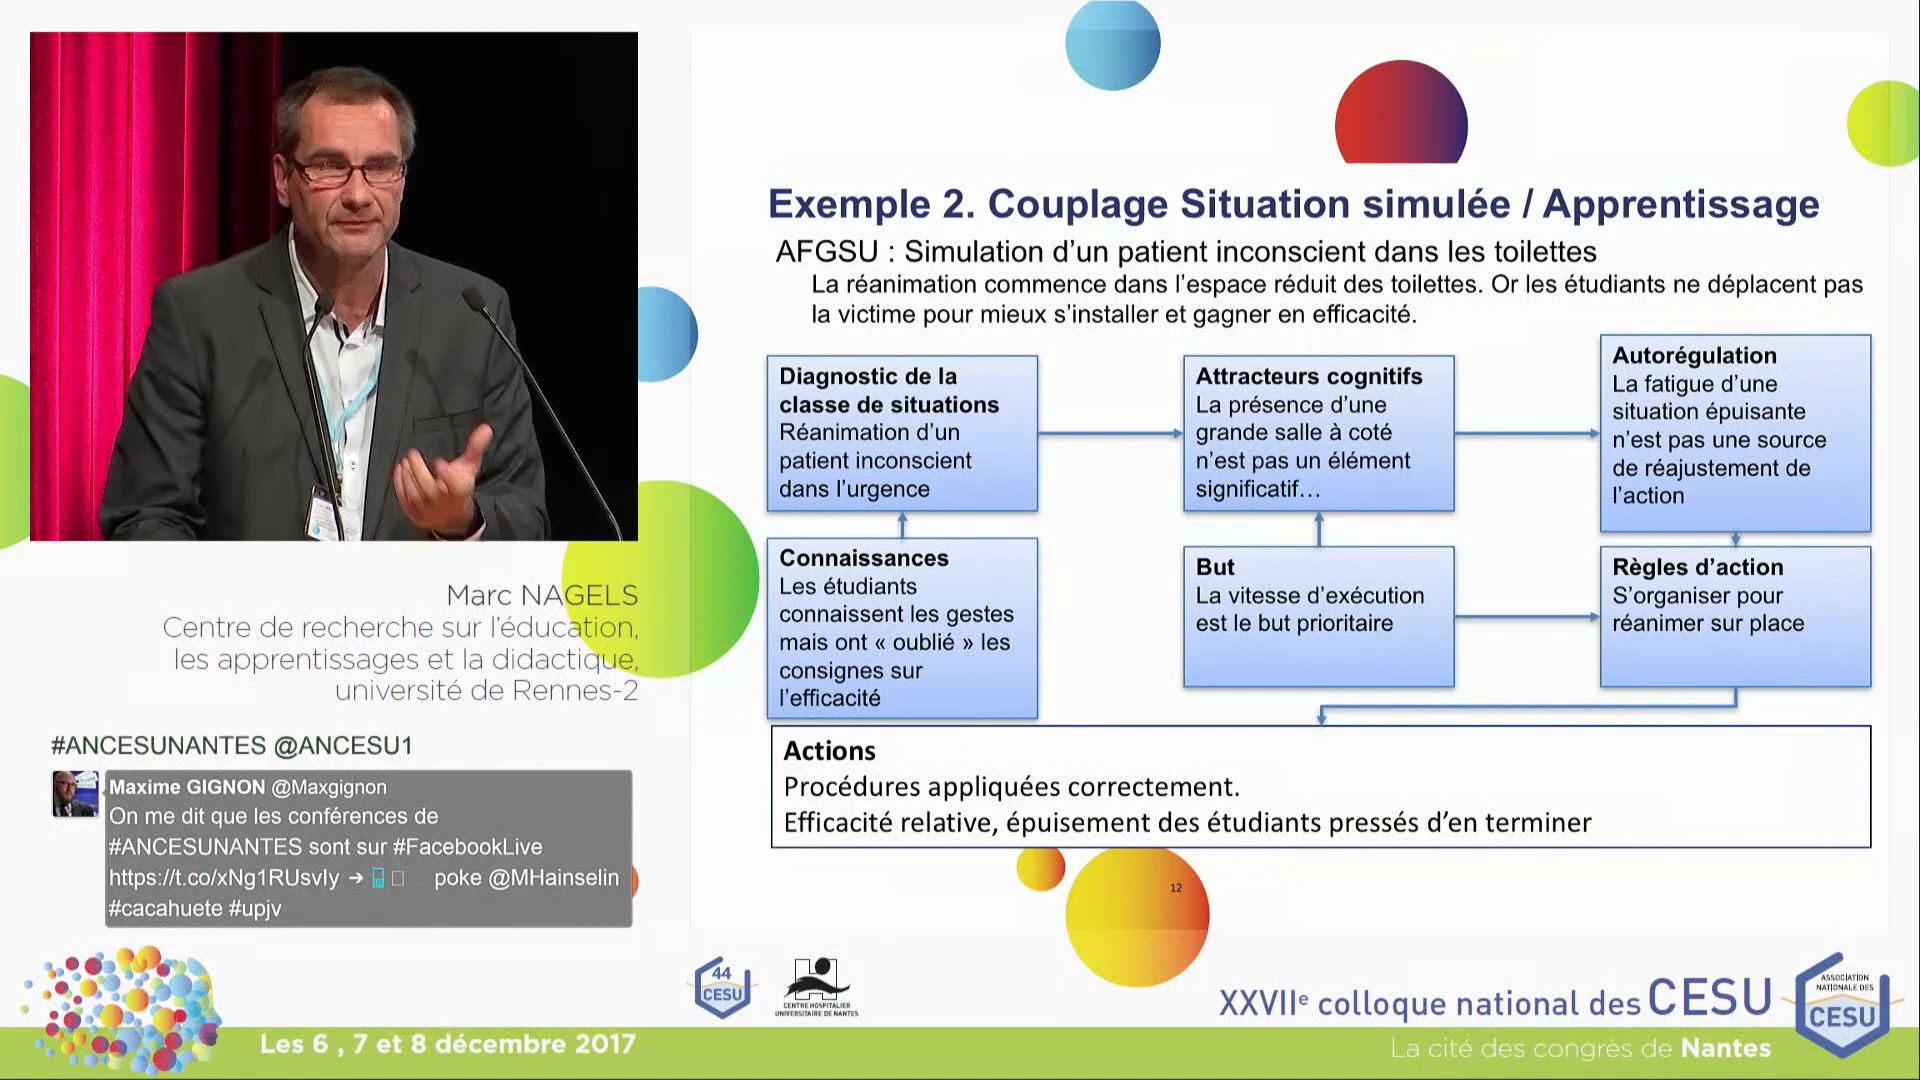 Exemple 2. Couplage Situation simulée / Apprentissage
AFGSU : Simulation d’un patient inconscient dans les toilettes
La réanimation commence dans l’espace réduit des toilettes. Or les étudiants ne déplacent pas
la victime pour mieux s’installer et gagner en efficacité.
Diagnostic de la
classe de situations
Réanimation d’un
patient inconscient
dans l’urgence
Attracteurs cognitifs
La présence d’une
grande salle à coté
n’est pas un élément
significatif…
Autorégulation
La fatigue d’une
situation épuisante
n’est pas une source
de réajustement de
l’action
Connaissances
Les étudiants
connaissent les gestes
mais ont « oublié » les
consignes sur
l’efficacité
But
La vitesse d’exécution
est le but prioritaire
Règles d’action
S’organiser pour
réanimer sur place
Actions
Procédures appliquées correctement.
Efficacité relative, épuisement des étudiants pressés d’en terminer
12
Marc NAGELS
Centre de recherche sur l’éducation,
les apprentissages et la didactique,
université de Rennes-2
#ANCESUNANTES @ANCESU1
Maxime GIGNON @Maxgignon
On me dit que les conférences de
#ANCESUNANTES sont sur #FacebookLive
https://t.co/xNg1RUsvIy → poke @MHainselin
#cacahuete #upjv
44
CESU
CENTRE HOSPITALIER
UNIVERSITAIRE DE NANTES
XXVIIe colloque national des CESU
ASSOCIATION
NATIONALE DES
CESU
Les 6 , 7 et 8 décembre 2017
La cité des congrès de Nantes